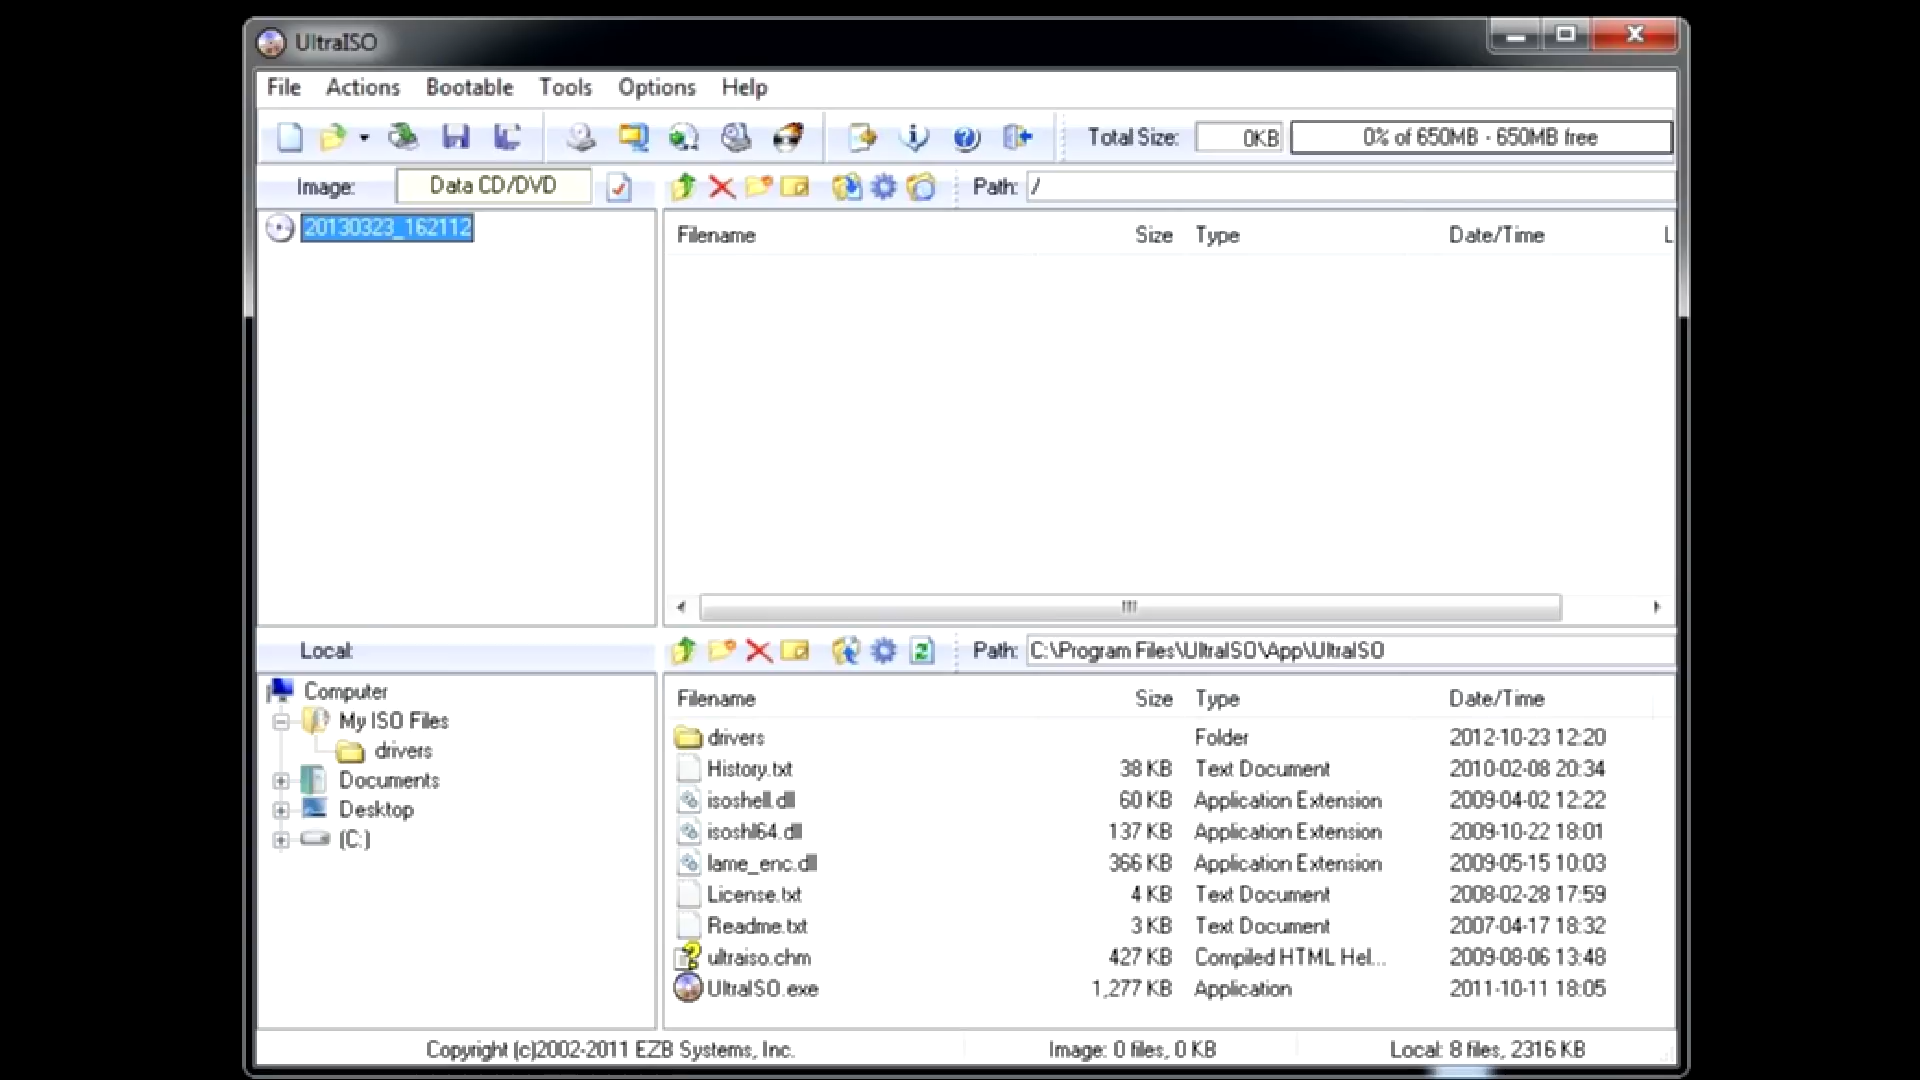 UltraISO
File Actions Bootable Tools Options Help
Total Size: 0KB 0% of 650MB - 650MB free
Image: Data CD/DVD Path: /
20130323_162112
Filename Size Type Date/Time L
Local: Path: C:\Program Files\UltraISO\App\UltraISO
Computer
My ISO Files
drivers
Documents
Desktop
(C:)
Filename Size Type Date/Time
drivers Folder 2012-10-23 12:20
History.txt 38 KB Text Document 2010-02-08 20:34
isoshell.dll 60 KB Application Extension 2009-04-02 12:22
isoshl64.dll 137 KB Application Extension 2009-10-22 18:01
lame_enc.dll 366 KB Application Extension 2009-05-15 10:03
License.txt 4 KB Text Document 2008-02-28 17:59
Readme.txt 3 KB Text Document 2007-04-17 18:32
ultraiso.chm 427 KB Compiled HTML Hel... 2009-08-06 13:48
UltraISO.exe 1,277 KB Application 2011-10-11 18:05
Copyright (c)2002-2011 EZB Systems, Inc. Image: 0 files, 0 KB Local: 8 files, 2316 KB